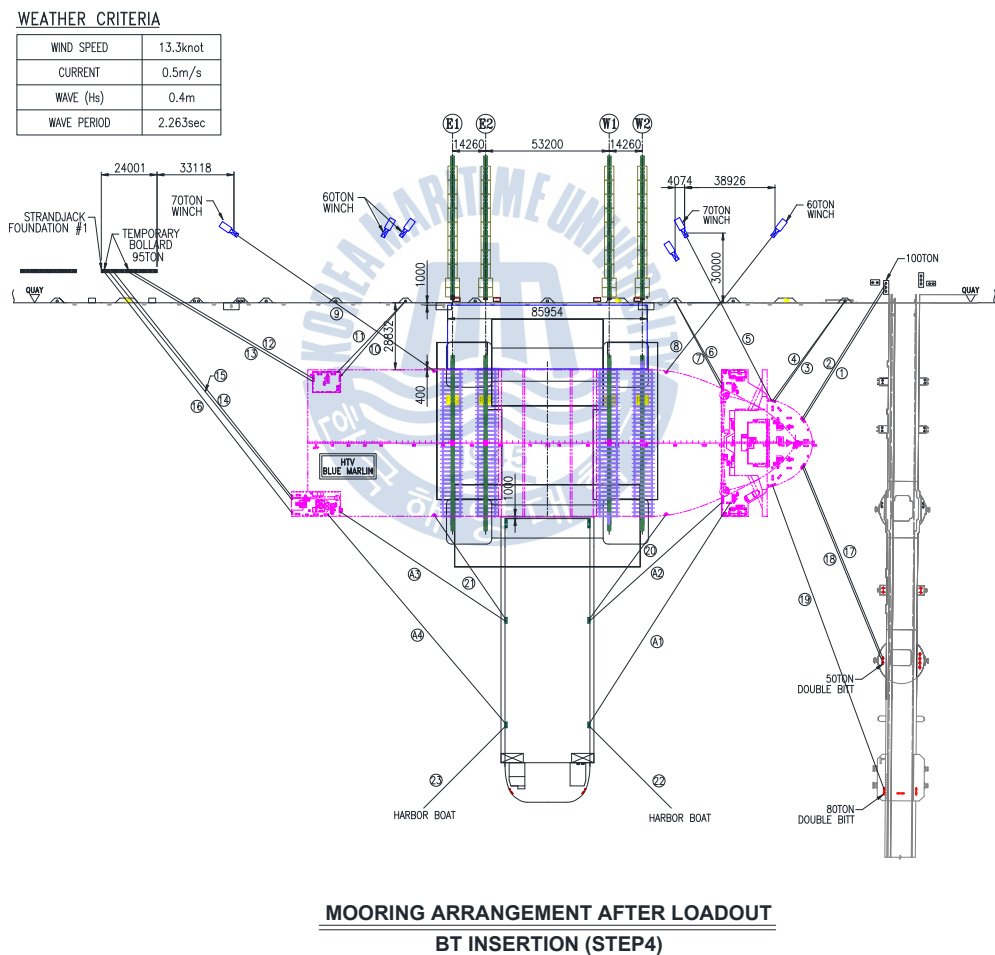 WEATHER CRITERIA
WIND SPEED 13.3knot
CURRENT 0.5m/s
WAVE (Hs) 0.4m
WAVE PERIOD 2.263sec
E1 E2 W1 W2
14260 53200 14260
24001 33118
4074 38926
70TON
WINCH
60TON
WINCH
70TON
WINCH
60TON
WINCH
STRANDJACK
FOUNDATION #1
TEMPORARY
BOLLARD
95TON
30000
100TON
QUAY
QUAY
1000
85954
28832
400
KOREA MARITIME UNIVERSITY
9
11
10
12
13
15
14
16
8
7
6
5
4
3
2
1
HTV
BLUE MARLIN
1000
21
20
A3
A2
A4
A1
17
18
19
50TON
DOUBLE BITT
80TON
DOUBLE BITT
23
22
HARBOR BOAT
HARBOR BOAT
MOORING ARRANGEMENT AFTER LOADOUT
BT INSERTION (STEP4)